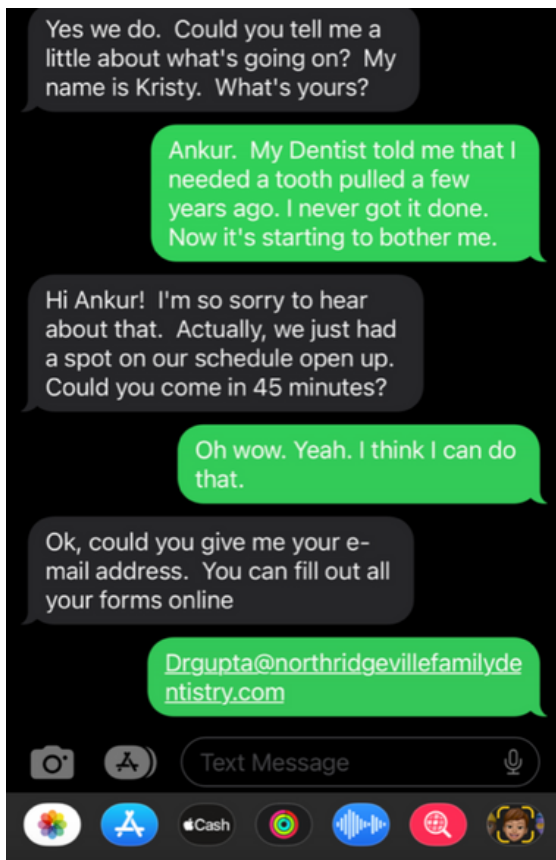 Yes we do.  Could you tell me a
little about what's going on?  My
name is Kristy.  What's yours?
Ankur.  My Dentist told me that I
needed a tooth pulled a few
years ago. I never got it done.
Now it's starting to bother me.
Hi Ankur!  I'm so sorry to hear
about that.  Actually, we just had
a spot on our schedule open up.
Could you come in 45 minutes?
Oh wow. Yeah. I think I can do
that.
Ok, could you give me your e-
mail address.  You can fill out all
your forms online
Drgupta@northridgevillefamilyde
ntistry.com
Text Message
Cash